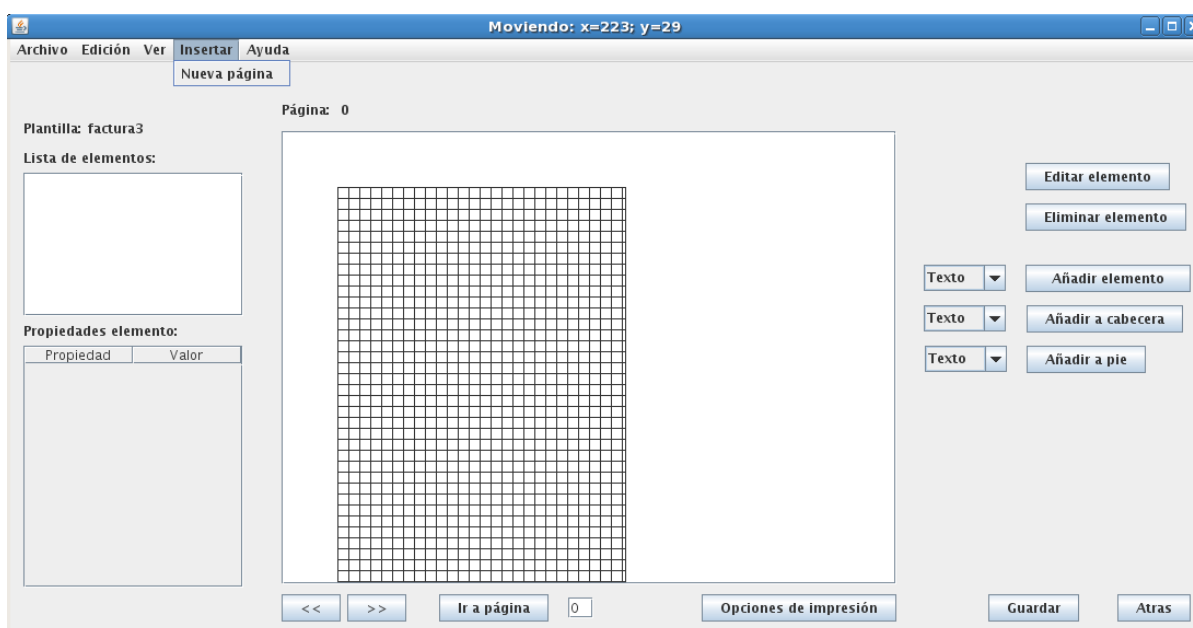 Moviendo: x=223; y=29
Archivo Edición Ver Insertar Ayuda
Nueva página
Página: 0
Plantilla: factura3
Lista de elementos:
Editar elemento
Eliminar elemento
Texto Añadir elemento
Texto Añadir a cabecera
Propiedades elemento:
Texto Añadir a pie
Propiedad Valor
<< >> Ir a página 0 Opciones de impresión Guardar Atras